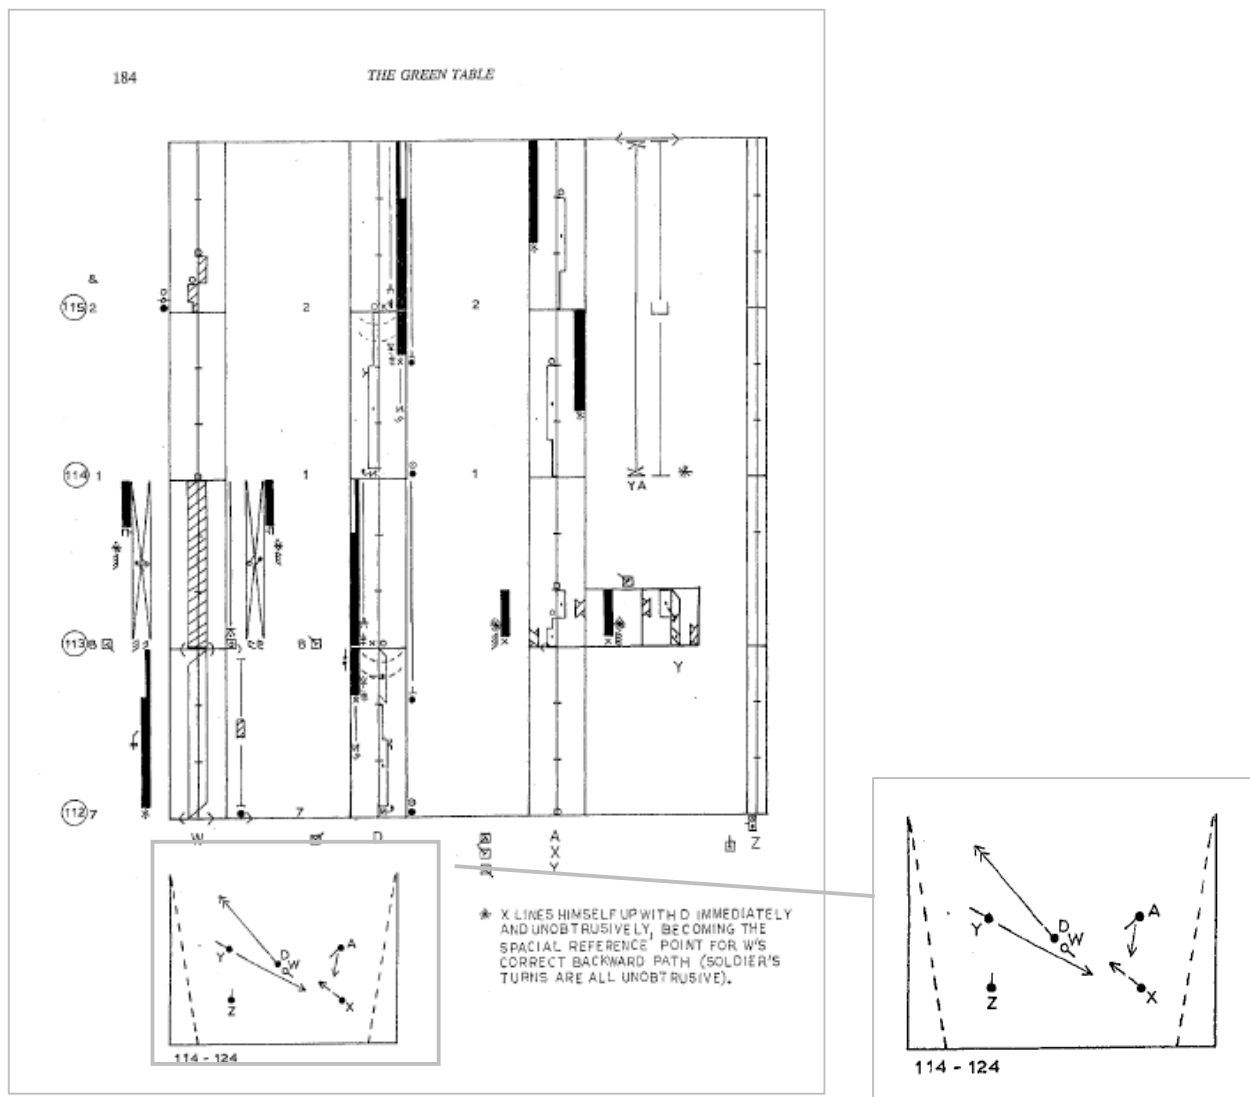 184
THE GREEN TABLE
&
115 2
2
2
114 1
1
1
YA
113 8
8
Y
112 7
7
W
D
A
X
Y
Z
Y
D
W
A
Z
X
114 - 124
* X LINES HIMSELF UP WITH D IMMEDIATELY
AND UNOBTRUSIVELY, BECOMING THE
SPACIAL REFERENCE POINT FOR W'S
CORRECT BACKWARD PATH (SOLDIER'S
TURNS ARE ALL UNOBTRUSIVE).
Y
D
W
A
Z
X
114 - 124